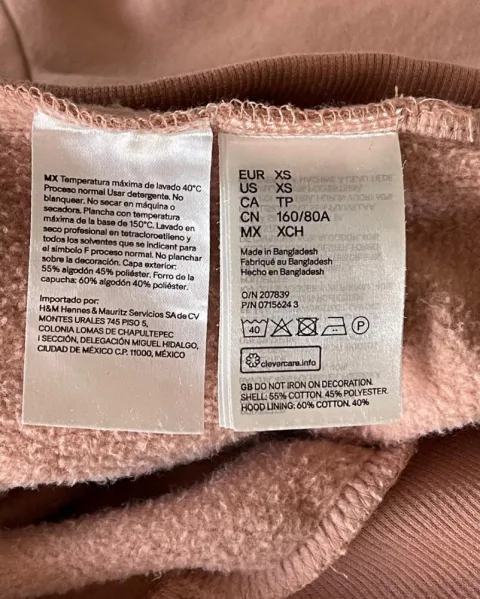 MX Temperatura máxima de lavado 40°C
Proceso normal Usar detergente. No
blanquear. No secar en máquina o
secadora. Plancha con temperatura
máxima de la base de 150°C. Lavado en
seco profesional en tetracloroetileno y
todos los solventes que se indicant para
el símbolo F proceso normal. No planchar
sobre la decoración. Capa exterior:
55% algodón 45% poliéster. Forro de la
capucha: 60% algodón 40% poliéster.
Importado por:
H&M Hennes & Mauritz Servicios SA de CV
MONTES URALES 745 PISO 5,
COLONIA LOMAS DE CHAPULTEPEC
I SECCIÓN, DELEGACIÓN MIGUEL HIDALGO,
CIUDAD DE MÉXICO C.P. 11000, MÉXICO
EUR XS
US XS
CA TP
CN 160/80A
MX XCH
Made in Bangladesh
Fabriqué au Bangladesh
Hecho en Bangladesh
O/N 207839
P/N 0715624 3
40 P
clevercare.info
GB DO NOT IRON ON DECORATION.
SHELL: 55% COTTON. 45% POLYESTER.
HOOD LINING: 60% COTTON. 40%